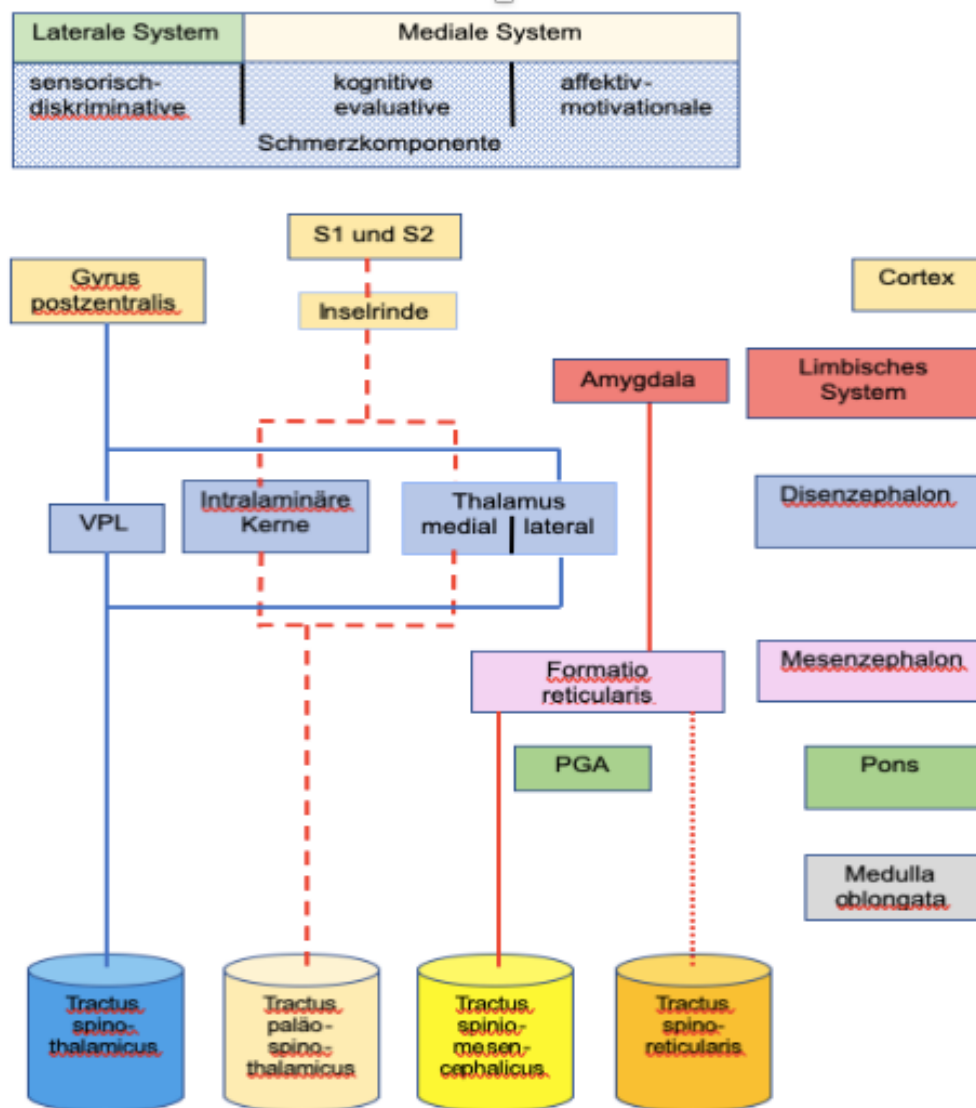 Laterale System
Mediale System
sensorisch-
diskriminative
kognitive
evaluative
affektiv-
motivationale
Schmerzkomponente
S1 und S2
Gyrus
postzentralis
Inselrinde
Cortex
Amygdala
Limbisches
System
VPL
Intralaminäre
Kerne
Thalamus
medial
lateral
Disenzephalon
Formatio
reticularis
Mesenzephalon
PGA
Pons
Medulla
oblongata
Tractus
spino-
thalamicus
Tractus
paläo-
spino-
thalamicus
Tractus
spinio-
mesen-
cephalicus
Tractus
spino-
reticularis